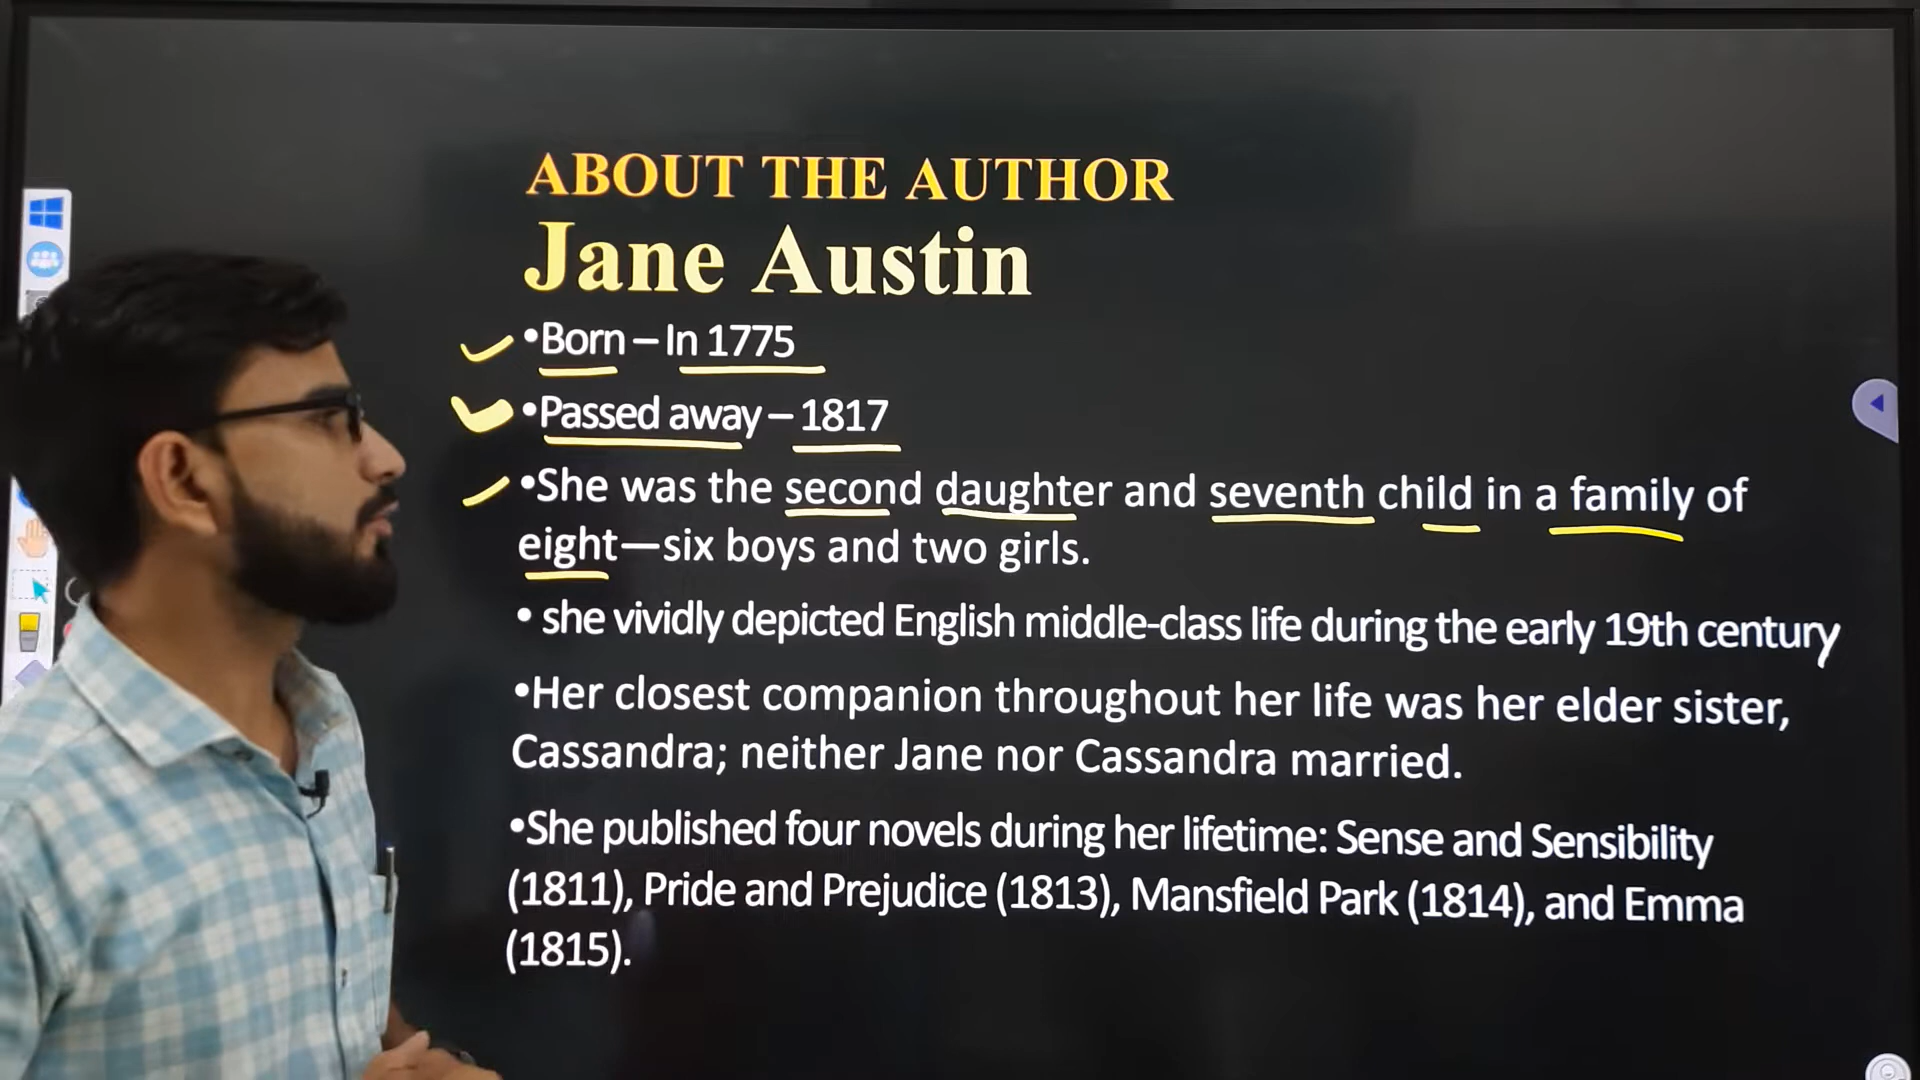 ABOUT THE AUTHOR
Jane Austin
•Born – In 1775
•Passed away – 1817
•She was the second daughter and seventh child in a family of
eight—six boys and two girls.
• she vividly depicted English middle-class life during the early 19th century
•Her closest companion throughout her life was her elder sister,
Cassandra; neither Jane nor Cassandra married.
•She published four novels during her lifetime: Sense and Sensibility
(1811), Pride and Prejudice (1813), Mansfield Park (1814), and Emma
(1815).